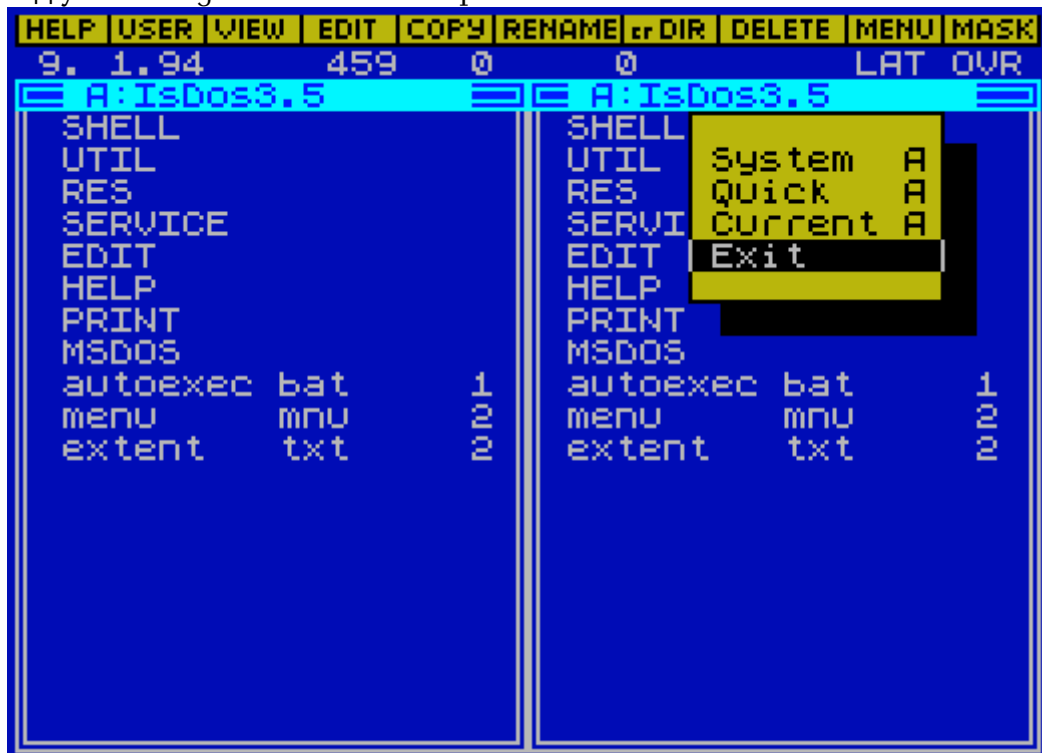 HELP USER VIEW EDIT COPY RENAME cr DIR DELETE MENU MASK
9. 1.94 459 0 0 LAT OVR
A:IsDos3.5
SHELL
UTIL
RES
SERVICE
EDIT
HELP
PRINT
MSDOS
autoexec bat 1
menu mnu 2
extent txt 2
A:IsDos3.5
SHELL
UTIL
RES
SERVI
EDIT
HELP
PRINT
MSDOS
autoexec bat 1
menu mnu 2
extent txt 2
System A
Quick A
Current A
Exit